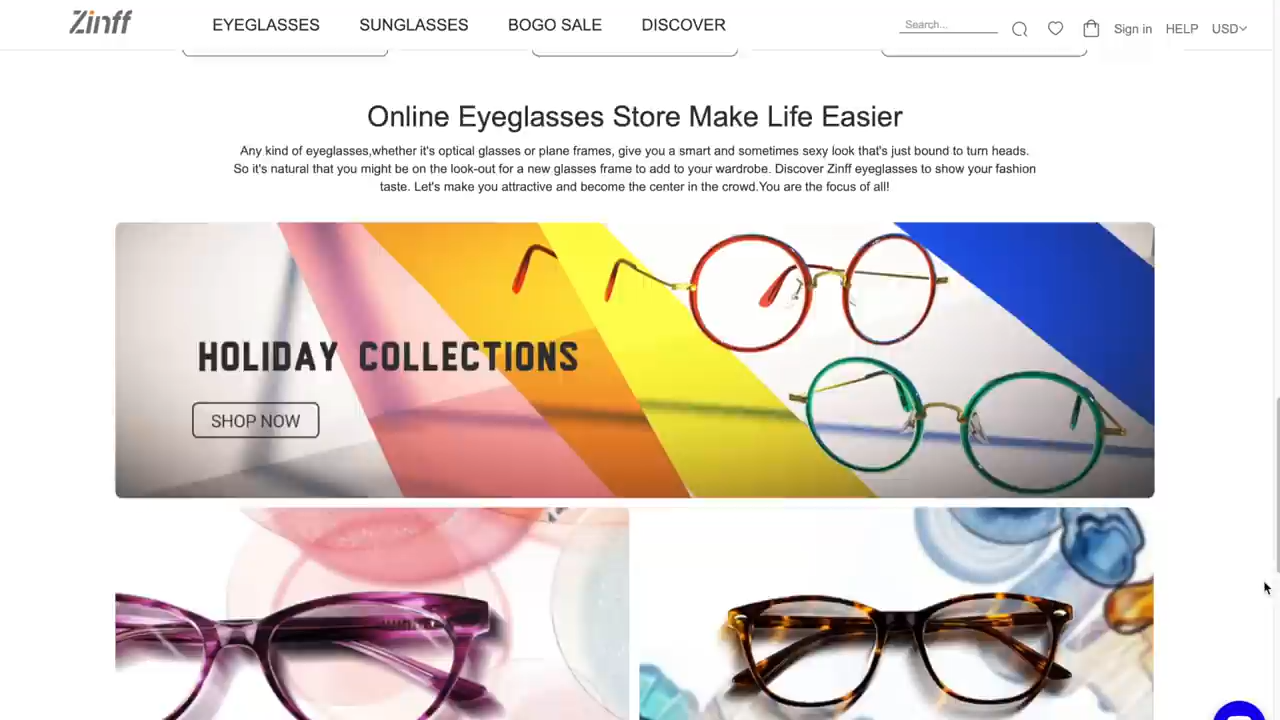 Zinff
EYEGLASSES SUNGLASSES BOGO SALE DISCOVER
Search...
Sign in HELP USD
Online Eyeglasses Store Make Life Easier
Any kind of eyeglasses,whether it's optical glasses or plane frames, give you a smart and sometimes sexy look that's just bound to turn heads.
So it's natural that you might be on the look-out for a new glasses frame to add to your wardrobe. Discover Zinff eyeglasses to show your fashion
taste. Let's make you attractive and become the center in the crowd.You are the focus of all!
HOLIDAY COLLECTIONS
SHOP NOW